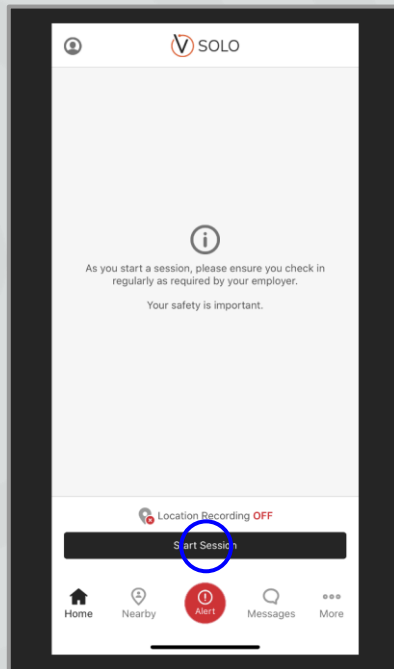 SOLO
As you start a session, please ensure you check in
regularly as required by your employer.
Your safety is important.
Location Recording OFF
Start Session
Home
Nearby
Alert
Messages
More